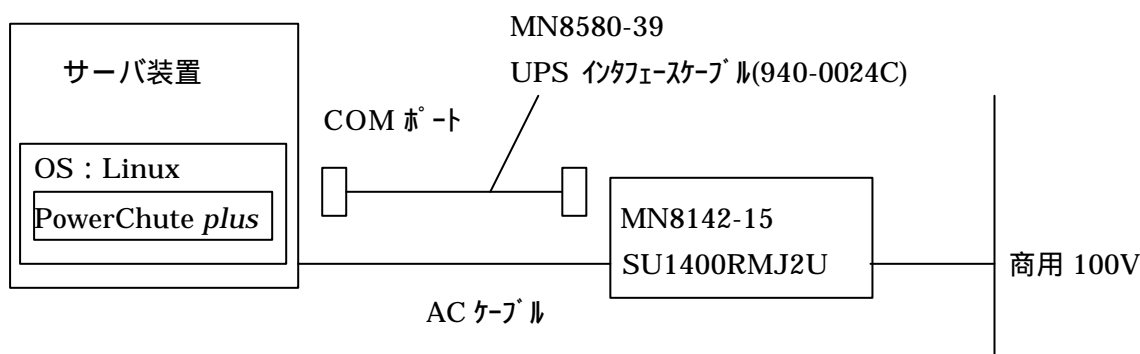 MN8580-39
UPS ｲﾝﾀﾌｪｰｽｹｰﾌﾞﾙ(940-0024C)
サーバ装置
COM ﾎﾟｰﾄ
OS：Linux
PowerChute plus
MN8142-15
SU1400RMJ2U
商用 100V
AC ｹｰﾌﾞﾙ